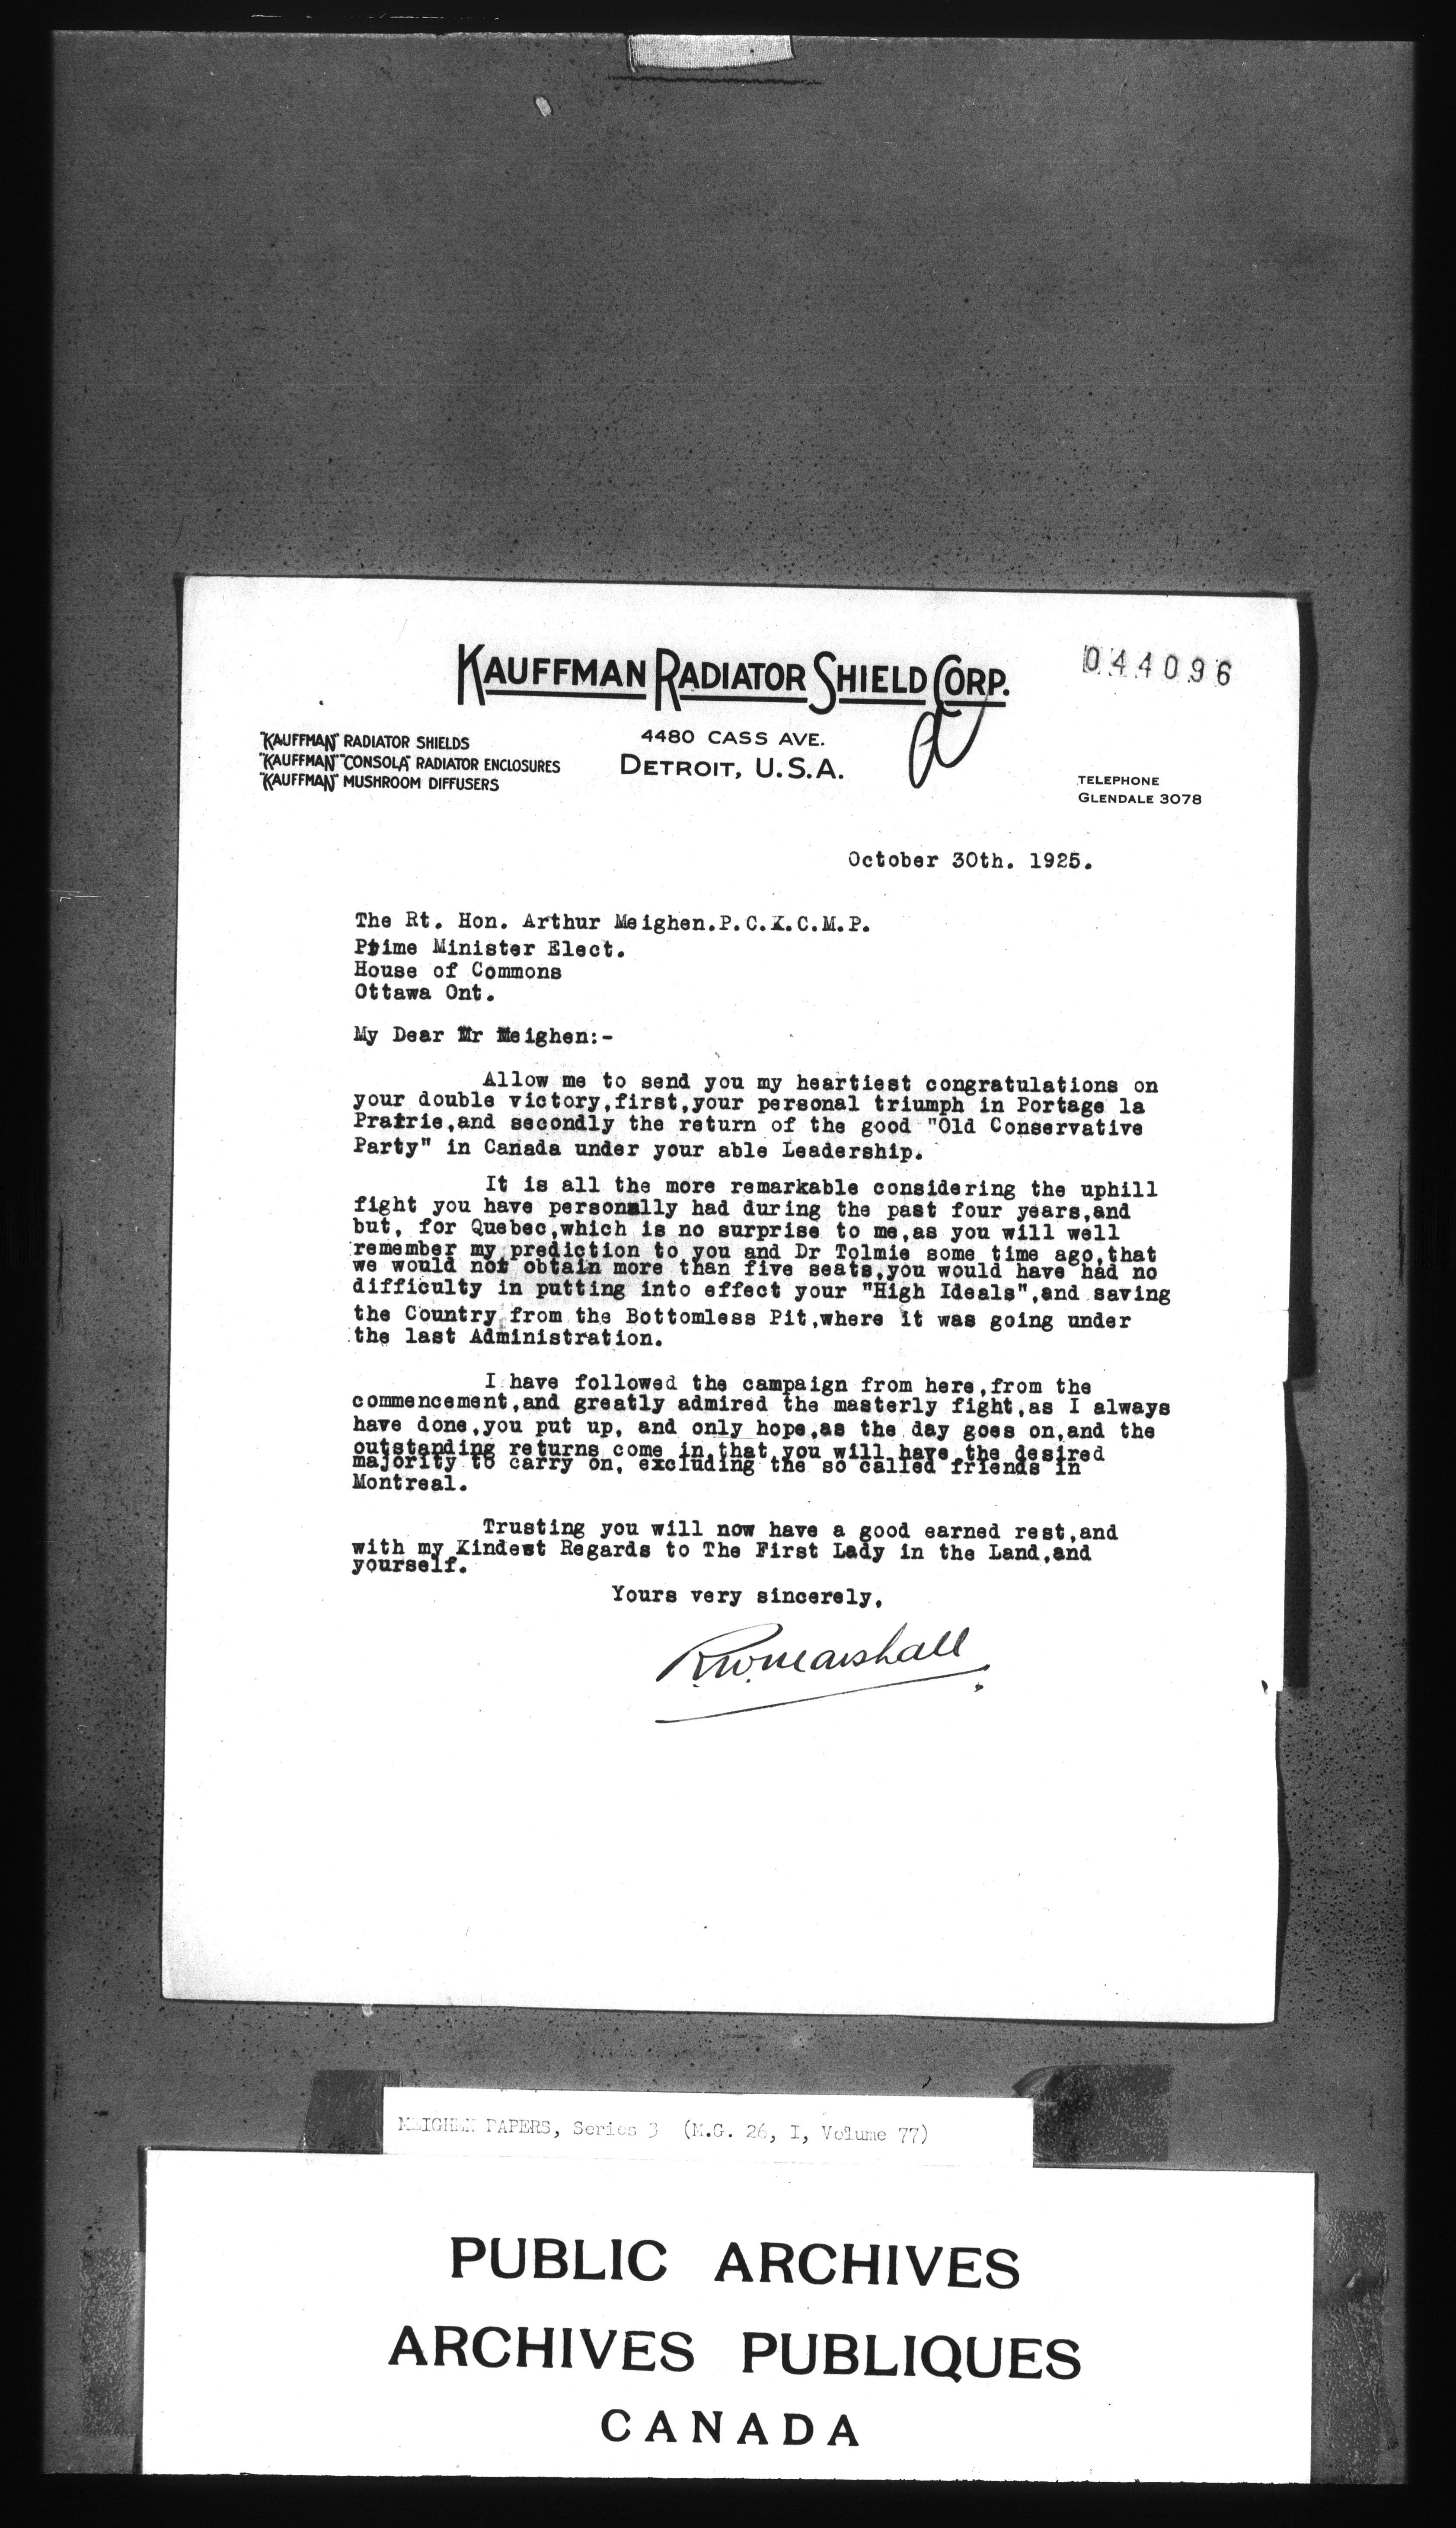 KAUFFMAN RADIATOR SHIELD CORP.
044096
"KAUFFMAN" RADIATOR SHIELDS
"KAUFFMAN" "CONSOLA" RADIATOR ENCLOSURES
"KAUFFMAN" MUSHROOM DIFFUSERS
4480 CASS AVE.
DETROIT, U.S.A.
TELEPHONE
GLENDALE 3078
October 30th. 1925.
The Rt. Hon. Arthur Meighen.P.C.K.C.M.P.
Prime Minister Elect.
House of Commons
Ottawa Ont.
My Dear Mr Meighen:-
Allow me to send you my heartiest congratulations on
your double victory,first,your personal triumph in Portage la
Prairie,and secondly the return of the good "Old Conservative
Party" in Canada under your able Leadership.
It is all the more remarkable considering the uphill
fight you have personally had during the past four years,and
but, for Quebec,which is no surprise to me,as you will well
remember my prediction to you and Dr Tolmie some time ago,that
we would not obtain more than five seats,you would have had no
difficulty in putting into effect your "High Ideals",and saving
the Country from the Bottomless Pit,where it was going under
the last Administration.
I have followed the campaign from here,from the
commencement,and greatly admired the masterly fight,as I always
have done,you put up, and only hope,as the day goes on,and the
outstanding returns come in,that you will have the desired
majority to carry on, excluding the so called friends in
Montreal.
Trusting you will now have a good earned rest,and
with my Kindest Regards to The First Lady in the Land,and
yourself.
Yours very sincerely,
R.W.Marshall
MEIGHEN PAPERS, Series 3 (M.G. 26, I, Volume 77)
PUBLIC ARCHIVES
ARCHIVES PUBLIQUES
CANADA